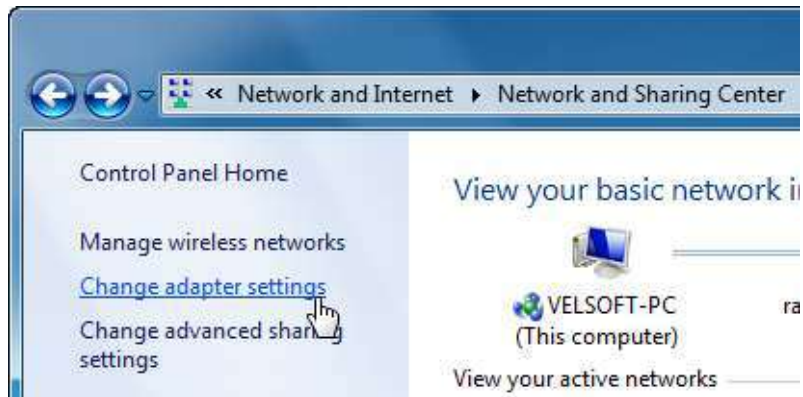 « Network and Internet ▸ Network and Sharing Center
Control Panel Home
Manage wireless networks
Change adapter settings
Change advanced sharing
settings
View your basic network
VELSOFT-PC
(This computer)
View your active networks